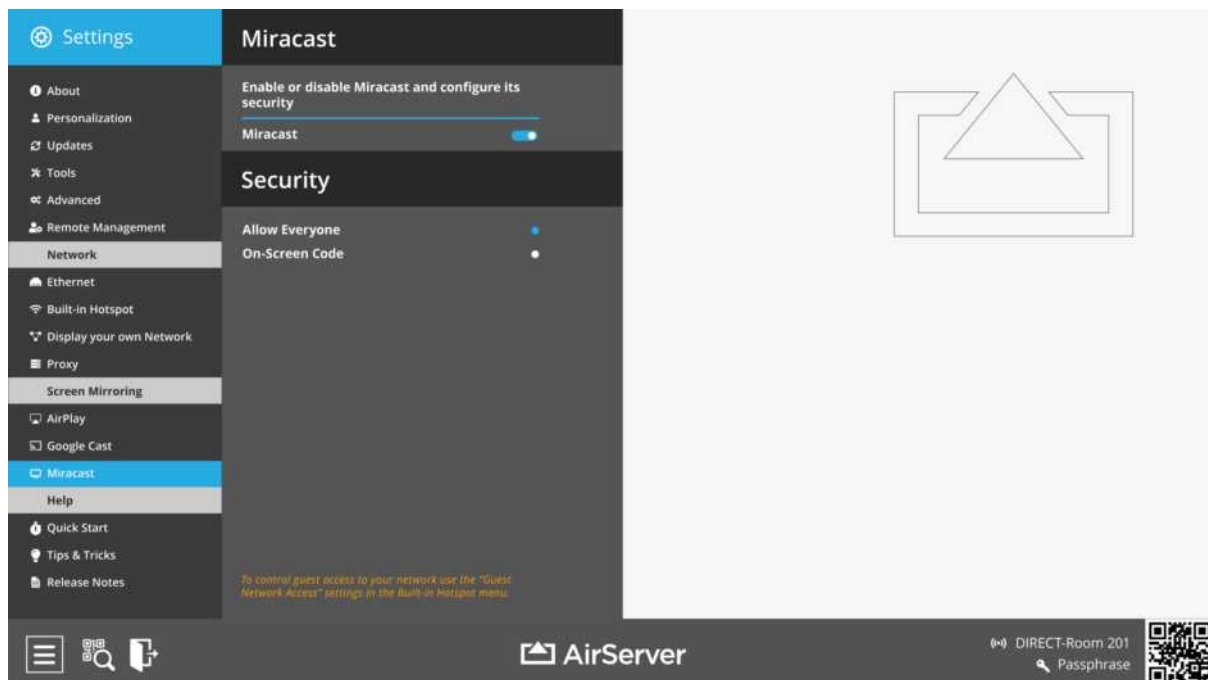 Settings
About
Personalization
Updates
Tools
Advanced
Remote Management
Network
Ethernet
Built-in Hotspot
Display your own Network
Proxy
Screen Mirroring
AirPlay
Google Cast
Miracast
Help
Quick Start
Tips & Tricks
Release Notes
Miracast
Enable or disable Miracast and configure its
security
Miracast
Security
Allow Everyone
On-Screen Code
To control guest access to your network use the "Guest
Network Access" settings in the Built-in Hotspot menu.
AirServer
DIRECT-Room 201
Passphrase